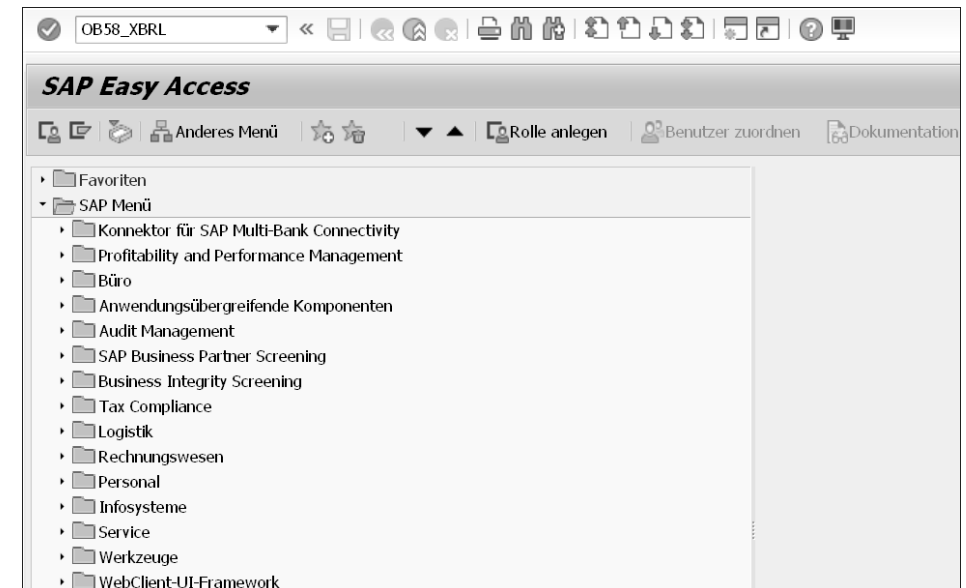 OB58_XBRL
SAP Easy Access
Anderes Menü Rolle anlegen Benutzer zuordnen Dokumentation
Favoriten
SAP Menü
Konnektor für SAP Multi-Bank Connectivity
Profitability and Performance Management
Büro
Anwendungsübergreifende Komponenten
Audit Management
SAP Business Partner Screening
Business Integrity Screening
Tax Compliance
Logistik
Rechnungswesen
Personal
Infosysteme
Service
Werkzeuge
WebClient-UI-Framework